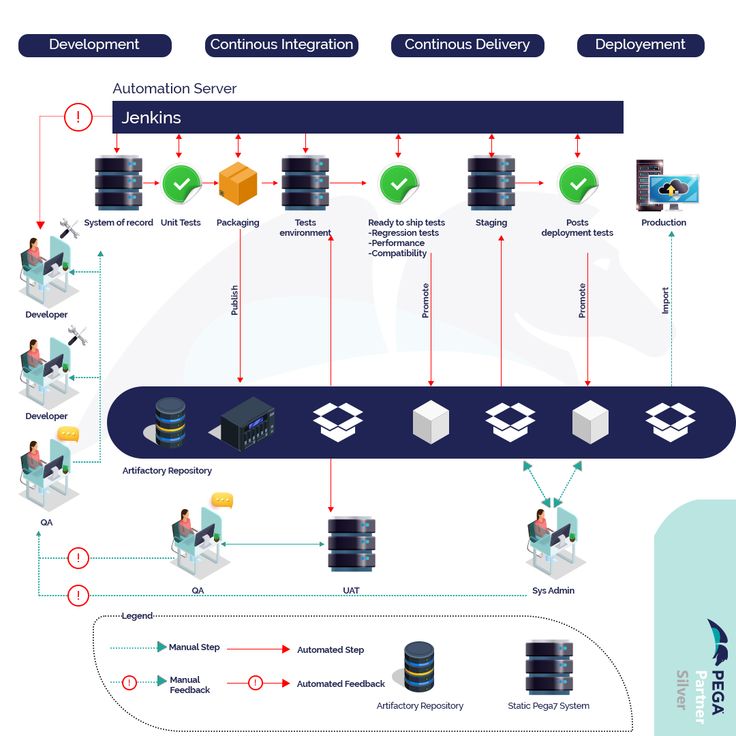 Development
Continous Integration
Continous Delivery
Deployement
Automation Server
Jenkins
!
System of record
Unit Tests
Packaging
Tests
environment
Ready to ship tests
-Regression tests
-Performance
-Compatibility
Staging
Posts
deployment tests
Production
Developer
Publish
Promote
Promote
Import
Developer
QA
Artifactory Repository
!
!
QA
UAT
Sys Admin
Legend
Manual Step
Automated Step
!
Manual
Feedback
!
Automated Feedback
Artifactory Repository
Static Pega7 System
PEGA
Partner
Silver